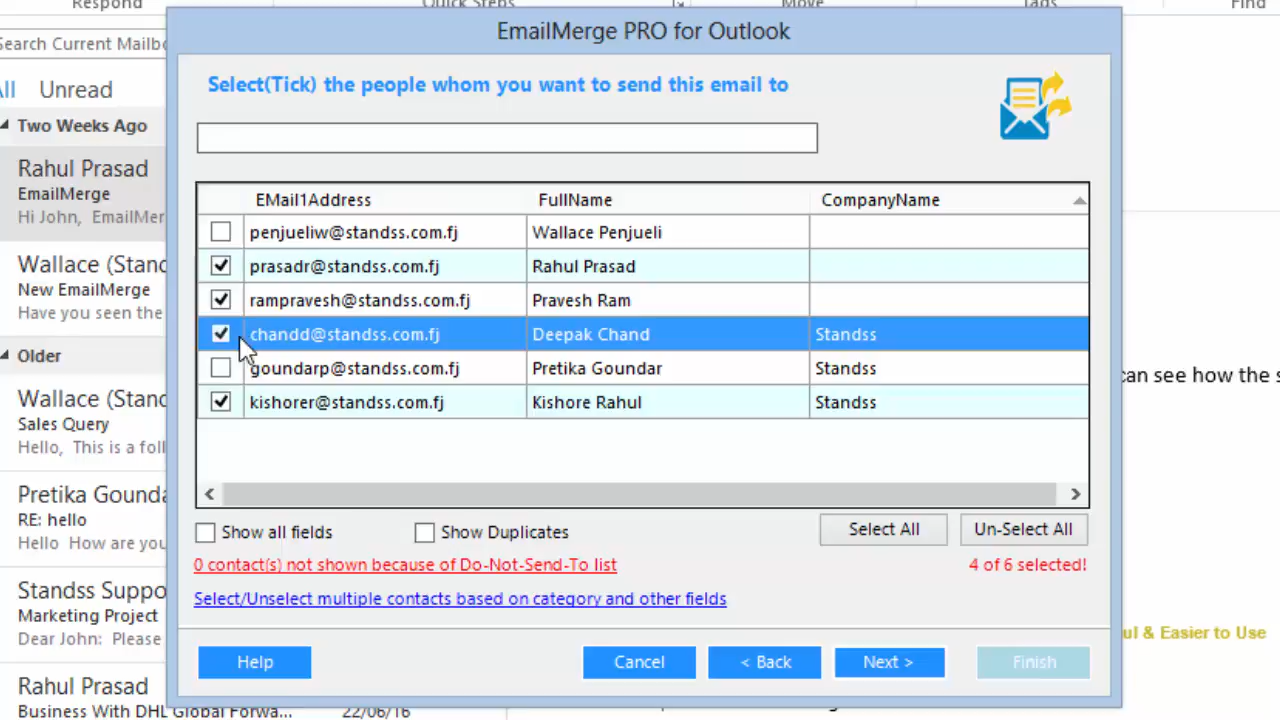 Respond
Quick Steps
Move
Tags
Find
EmailMerge PRO for Outlook
Search Current Mailbo
All Unread
Two Weeks Ago
Rahul Prasad
EmailMerge
Hi John, EmailMer
Wallace (Stand
New EmailMerge
Have you seen the
Older
Wallace (Stand
Sales Query
Hello, This is a foll
Pretika Gounda
RE: hello
Hello How are you
Standss Suppo
Marketing Project
Dear John: Please
Rahul Prasad
Business With DHL Global Forwa... 22/06/16
Select(Tick) the people whom you want to send this email to
EMail1Address FullName CompanyName
penjueliw@standss.com.fj Wallace Penjueli
prasadr@standss.com.fj Rahul Prasad
rampravesh@standss.com.fj Pravesh Ram
chandd@standss.com.fj Deepak Chand Standss
goundarp@standss.com.fj Pretika Goundar Standss
kishorer@standss.com.fj Kishore Rahul Standss
Show all fields Show Duplicates Select All Un-Select All
0 contact(s) not shown because of Do-Not-Send-To list 4 of 6 selected!
Select/Unselect multiple contacts based on category and other fields
Help Cancel < Back Next > Finish
can see how the s
ul & Easier to Use